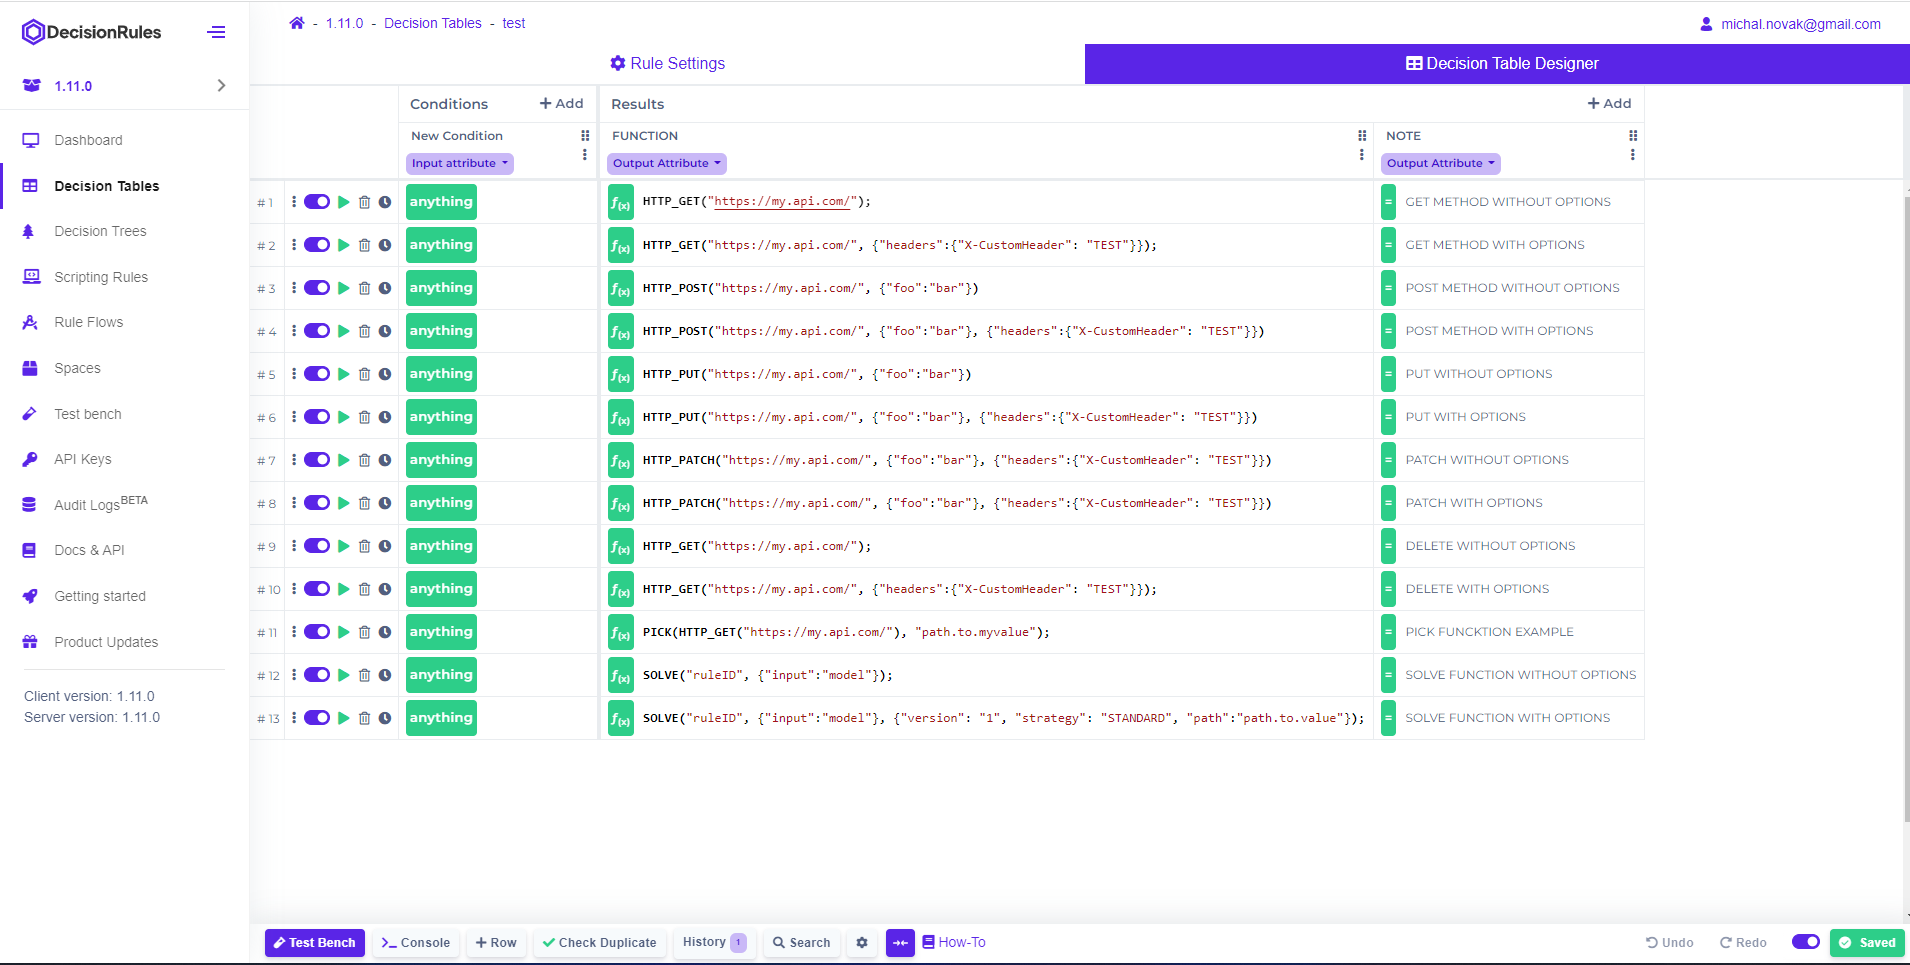 DecisionRules
1.11.0
Dashboard
Decision Tables
Decision Trees
Scripting Rules
Rule Flows
Spaces
Test bench
API Keys
Audit LogsBETA
Docs & API
Getting started
Product Updates
Client version: 1.11.0
Server version: 1.11.0
- 1.11.0 - Decision Tables - test
michal.novak@gmail.com
Rule Settings
Decision Table Designer
Conditions + Add Results + Add
New Condition FUNCTION NOTE
Input attribute Output Attribute Output Attribute
# 1 anything f(x) HTTP_GET("https://my.api.com/"); = GET METHOD WITHOUT OPTIONS
# 2 anything f(x) HTTP_GET("https://my.api.com/", {"headers":{"X-CustomHeader": "TEST"}}); = GET METHOD WITH OPTIONS
# 3 anything f(x) HTTP_POST("https://my.api.com/", {"foo":"bar"}) = POST METHOD WITHOUT OPTIONS
# 4 anything f(x) HTTP_POST("https://my.api.com/", {"foo":"bar"}, {"headers":{"X-CustomHeader": "TEST"}}) = POST METHOD WITH OPTIONS
# 5 anything f(x) HTTP_PUT("https://my.api.com/", {"foo":"bar"}) = PUT WITHOUT OPTIONS
# 6 anything f(x) HTTP_PUT("https://my.api.com/", {"foo":"bar"}, {"headers":{"X-CustomHeader": "TEST"}}) = PUT WITH OPTIONS
# 7 anything f(x) HTTP_PATCH("https://my.api.com/", {"foo":"bar"}, {"headers":{"X-CustomHeader": "TEST"}}) = PATCH WITHOUT OPTIONS
# 8 anything f(x) HTTP_PATCH("https://my.api.com/", {"foo":"bar"}, {"headers":{"X-CustomHeader": "TEST"}}) = PATCH WITH OPTIONS
# 9 anything f(x) HTTP_GET("https://my.api.com/"); = DELETE WITHOUT OPTIONS
# 10 anything f(x) HTTP_GET("https://my.api.com/", {"headers":{"X-CustomHeader": "TEST"}}); = DELETE WITH OPTIONS
# 11 anything f(x) PICK(HTTP_GET("https://my.api.com/"), "path.to.myvalue"); = PICK FUNCKTION EXAMPLE
# 12 anything f(x) SOLVE("ruleID", {"input":"model"}); = SOLVE FUNCTION WITHOUT OPTIONS
# 13 anything f(x) SOLVE("ruleID", {"input":"model"}, {"version": "1", "strategy": "STANDARD", "path":"path.to.value"}); = SOLVE FUNCTION WITH OPTIONS
Test Bench Console + Row Check Duplicate History 1 Search How-To Undo Redo Saved